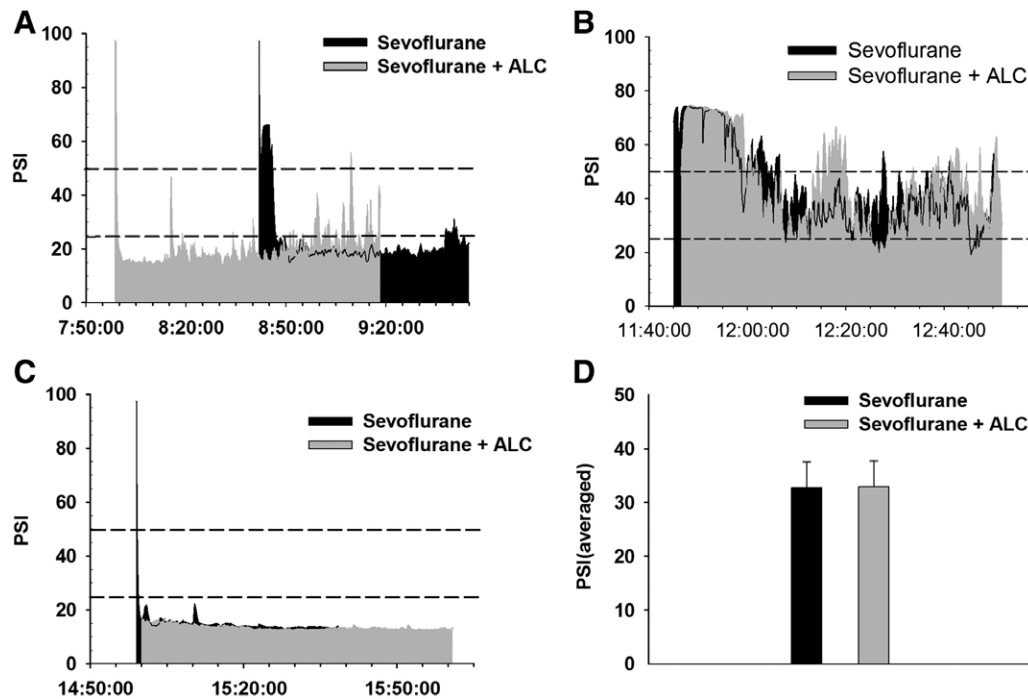 A
Sevoflurane
Sevoflurane + ALC
PSI
100
80
60
40
20
0
7:50:00 8:20:00 8:50:00 9:20:00
B
Sevoflurane
Sevoflurane + ALC
PSI
100
80
60
40
20
0
11:40:00 12:00:00 12:20:00 12:40:00
C
Sevoflurane
Sevoflurane + ALC
PSI
100
80
60
40
20
0
14:50:00 15:20:00 15:50:00
D
Sevoflurane
Sevoflurane + ALC
PSI(averaged)
50
40
30
20
10
0